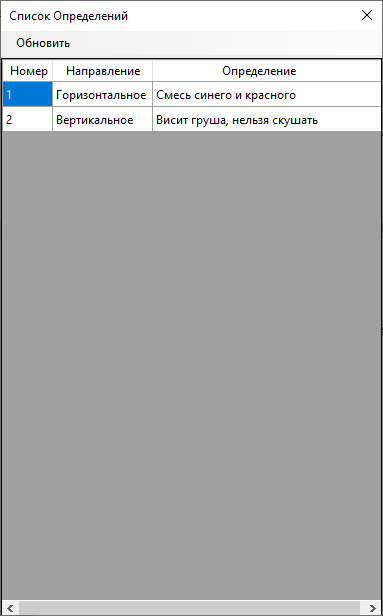 Список Определений
Обновить
Номер Направление Определение
1 Горизонтальное Смесь синего и красного
2 Вертикальное Висит груша, нельзя скушать